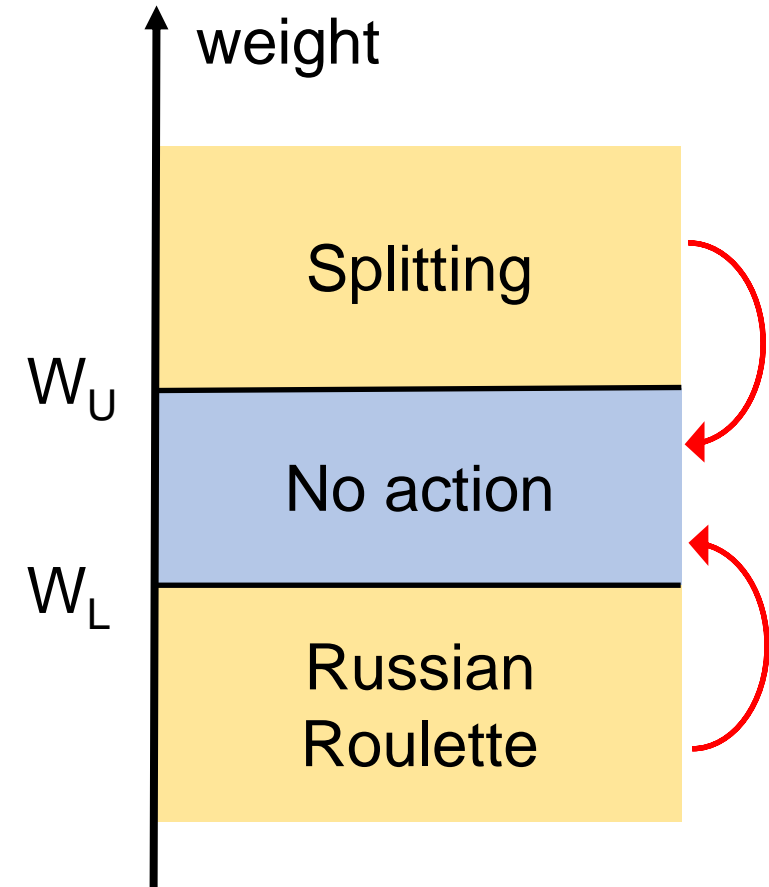 weight
Splitting
W_U
No action
W_L
Russian
Roulette